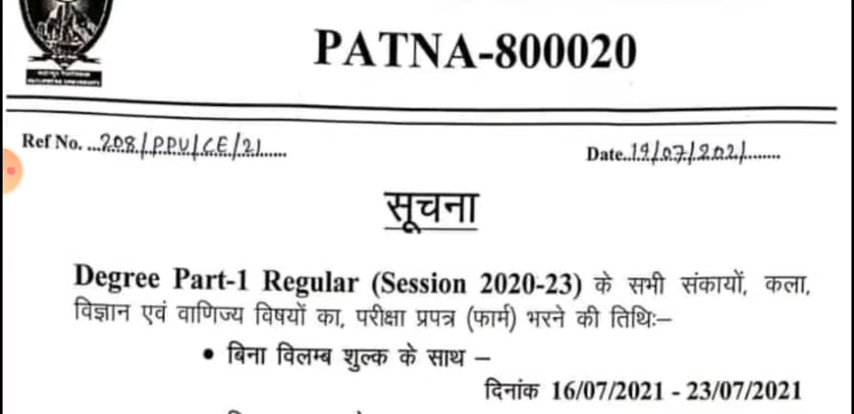 PATNA-800020
Ref No. ...208/PPU/CE/21......
Date..19/07/2021.......
सूचना
Degree Part-1 Regular (Session 2020-23) के सभी संकायों, कला,
विज्ञान एवं वाणिज्य विषयों का, परीक्षा प्रपत्र (फार्म) भरने की तिथिः–
• बिना विलम्ब शुल्क के साथ –
दिनांक 16/07/2021 - 23/07/2021